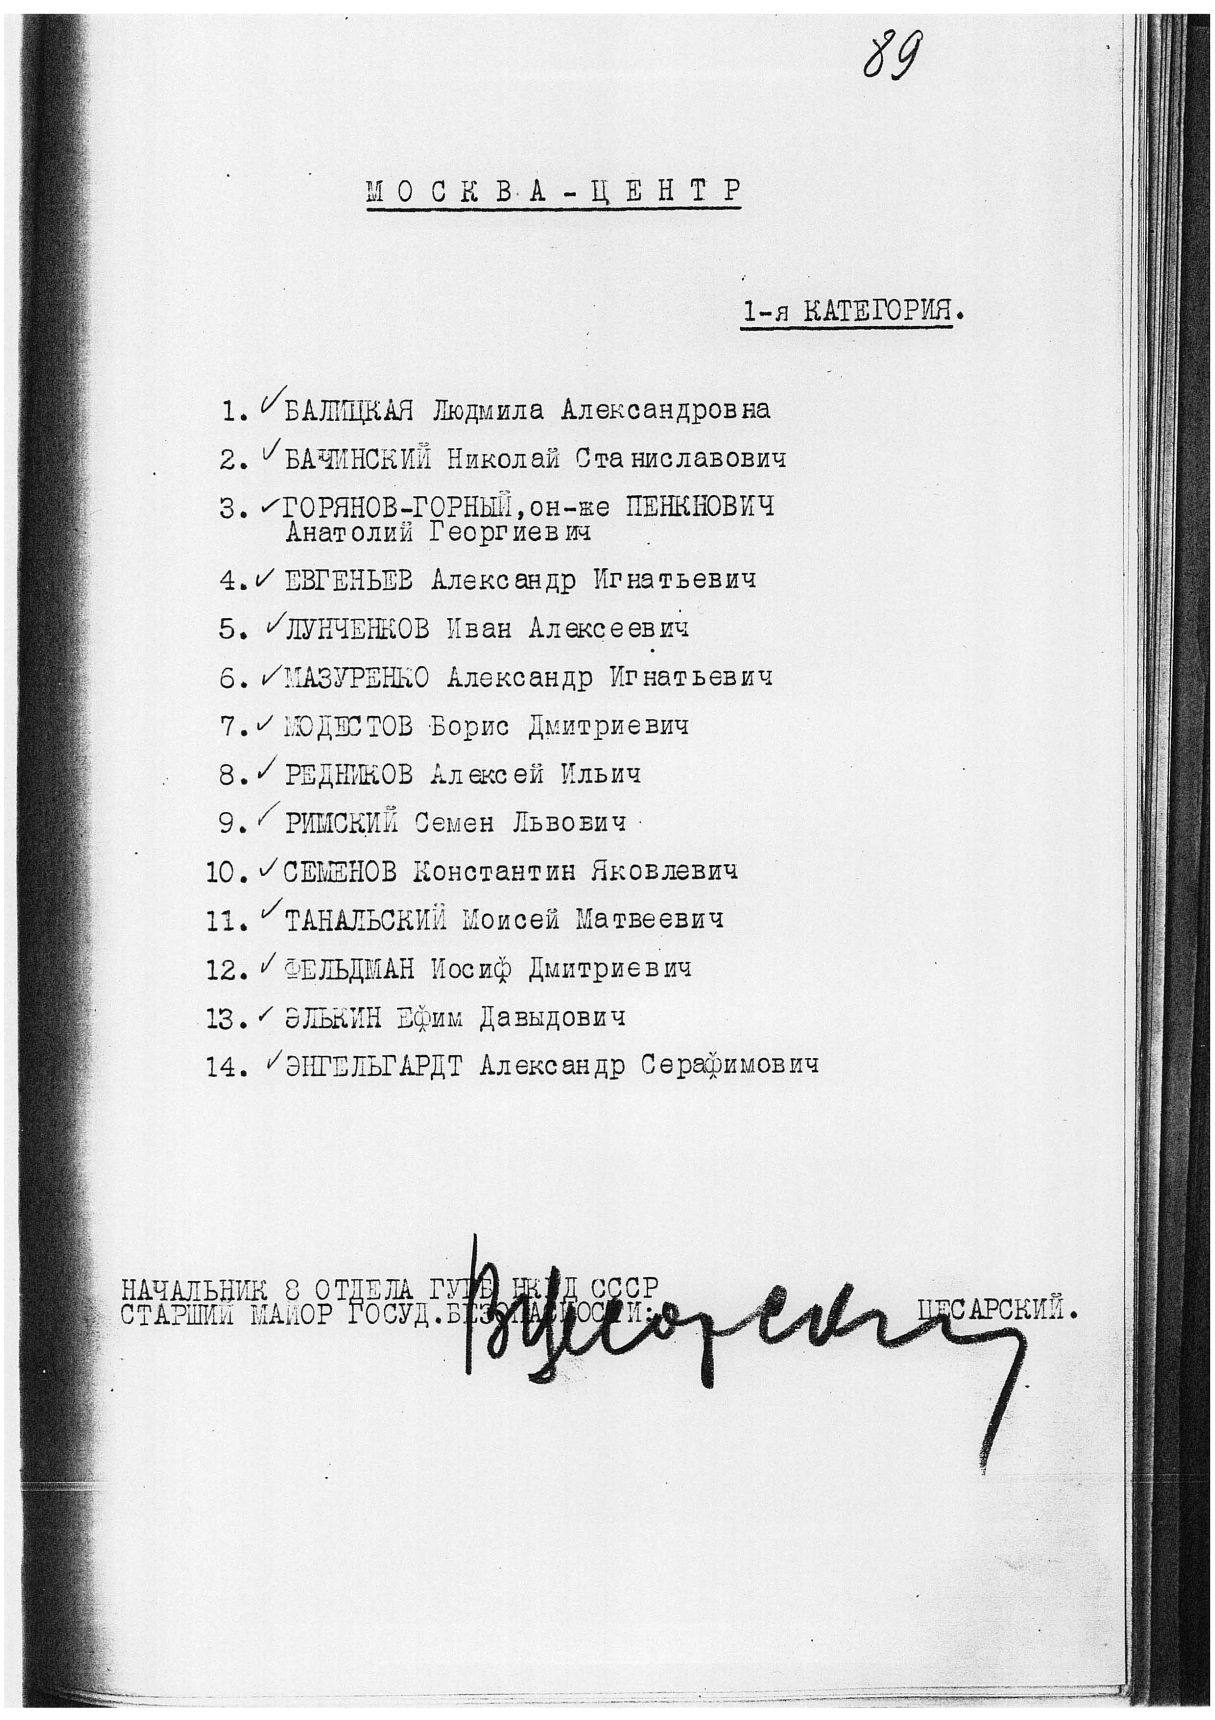 89
МОСКВА-ЦЕНТР
1-я КАТЕГОРИЯ.
1. ✓ БАЛИЦКАЯ Людмила Александровна
2. ✓ БАЧИНСКИЙ Николай Станиславович
3. ✓ ГОРЯНОВ-ГОРНЫЙ, он-же ПЕНКНОВИЧ
Анатолий Георгиевич
4. ✓ ЕВГЕНЬЕВ Александр Игнатьевич
5. ✓ ЛУНЧЕНКОВ Иван Алексеевич
6. ✓ МАЗУРЕНКО Александр Игнатьевич
7. ✓ МОДЕСТОВ Борис Дмитриевич
8. ✓ РЕДНИКОВ Алексей Ильич
9. ✓ РИМСКИЙ Семен Львович
10. ✓ СЕМЕНОВ Константин Яковлевич
11. ✓ ТАНАЛЬСКИЙ Моисей Матвеевич
12. ✓ ФЕЛЬДМАН Иосиф Дмитриевич
13. ✓ ЭЛЬКИН Ефим Давыдович
14. ✓ ЭНГЕЛЬГАРДТ Александр Серафимович
НАЧАЛЬНИК 8 ОТДЕЛА ГУГБ НКВД СССР
СТАРШИЙ МАЙОР ГОСУД.БЕЗОПАСНОСТИ: ЦЕСАРСКИЙ.
ВЦесарский